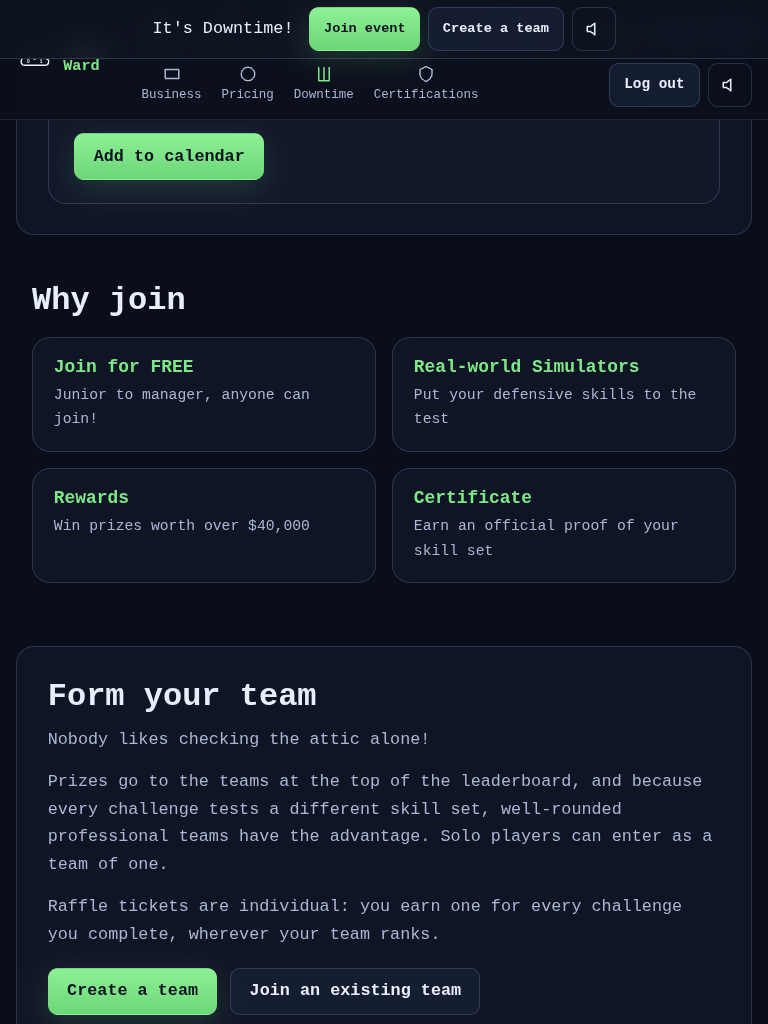 It's Downtime!
Join event
Create a team
Ward
Business
Pricing
Downtime
Certifications
Log out
Add to calendar
Why join
Join for FREE
Junior to manager, anyone can
join!
Real-world Simulators
Put your defensive skills to the
test
Rewards
Win prizes worth over $40,000
Certificate
Earn an official proof of your
skill set
Form your team
Nobody likes checking the attic alone!
Prizes go to the teams at the top of the leaderboard, and because
every challenge tests a different skill set, well-rounded
professional teams have the advantage. Solo players can enter as a
team of one.
Raffle tickets are individual: you earn one for every challenge
you complete, wherever your team ranks.
Create a team
Join an existing team